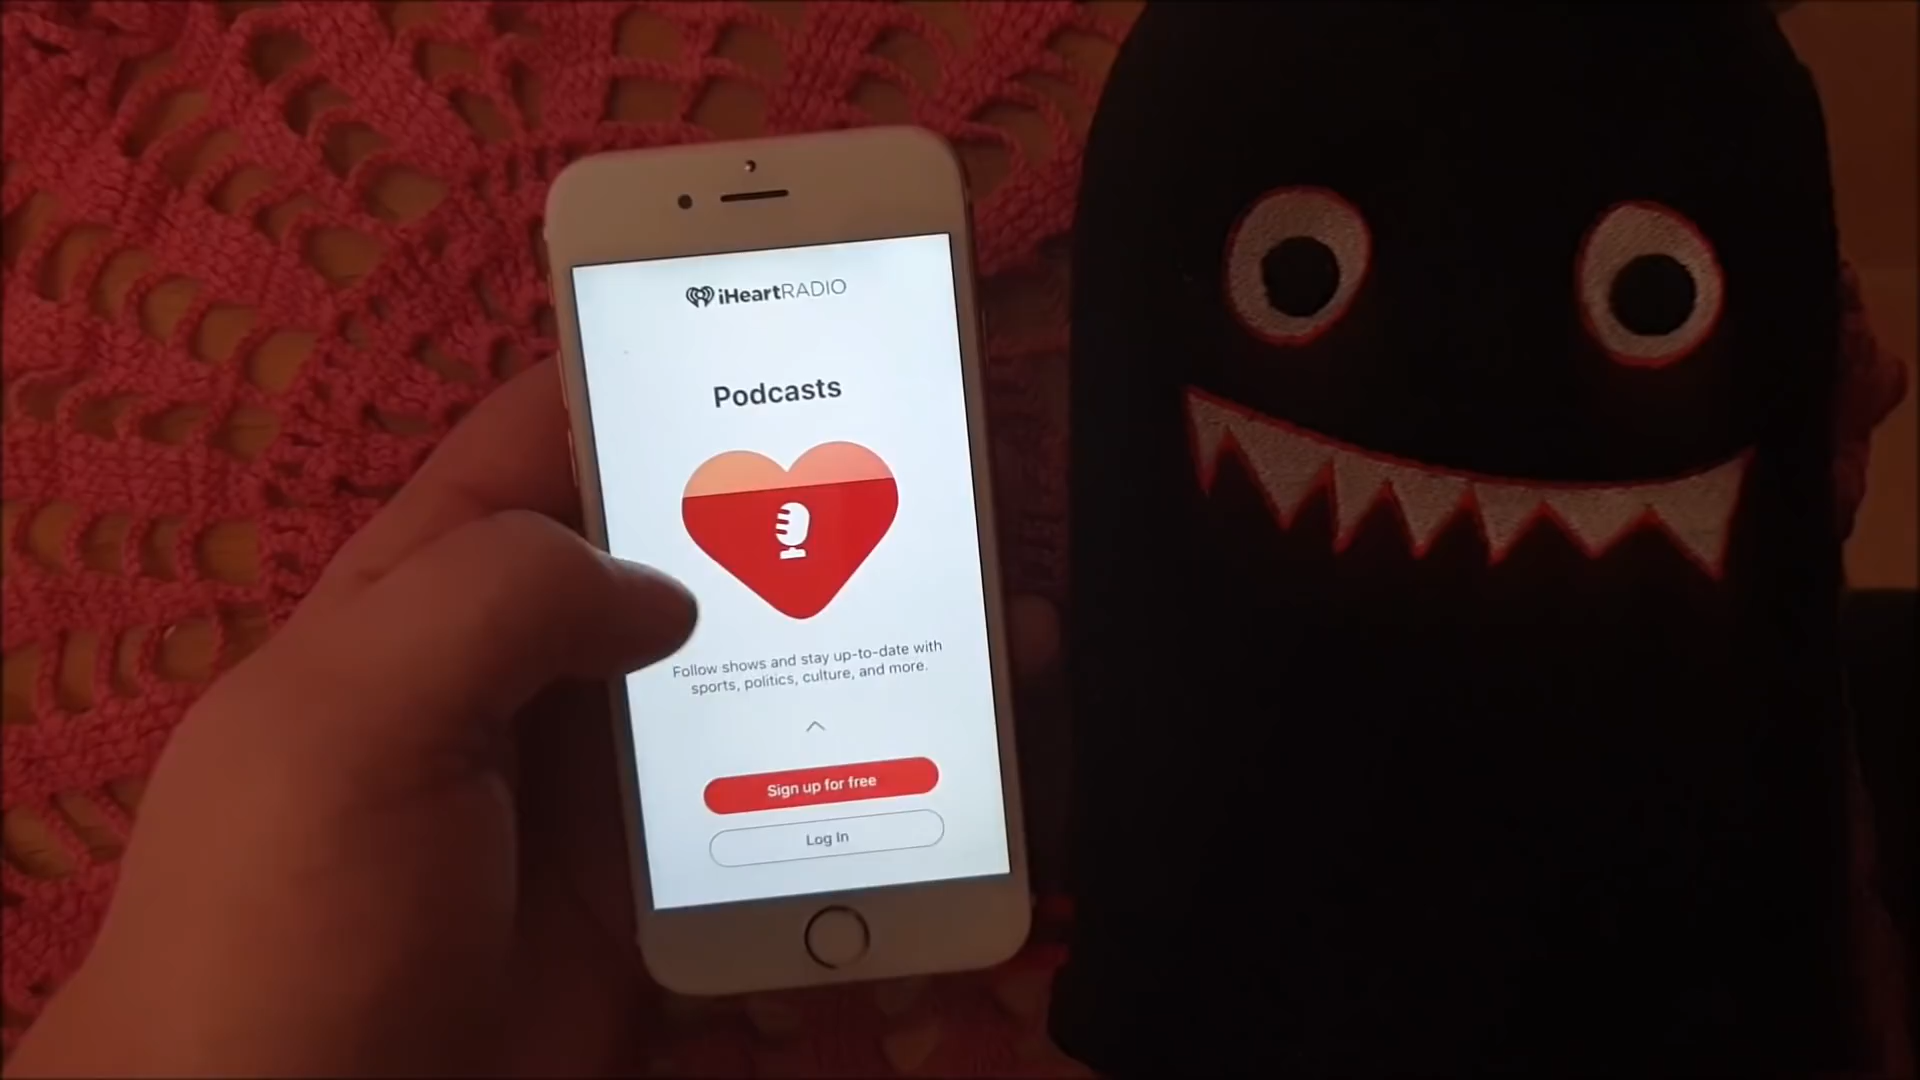 iHeartRADIO
Podcasts
Follow shows and stay up-to-date with
sports, politics, culture, and more.
Sign up for free
Log In